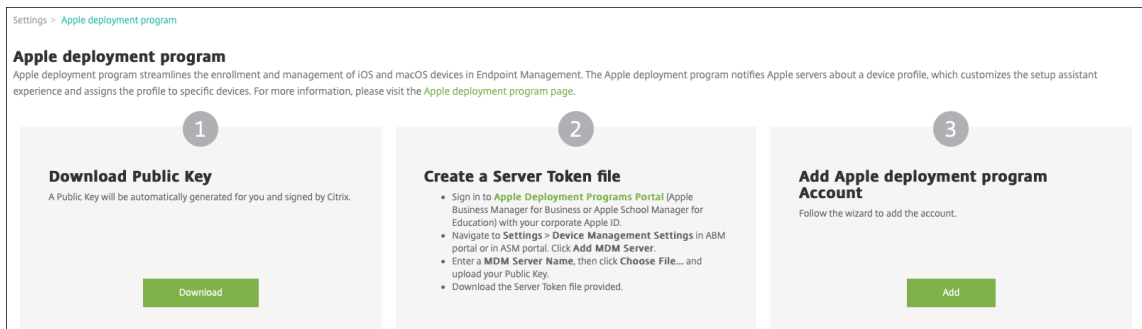 Settings > Apple deployment program
Apple deployment program
Apple deployment program streamlines the enrollment and management of iOS and macOS devices in Endpoint Management. The Apple deployment program notifies Apple servers about a device profile, which customizes the setup assistant
experience and assigns the profile to specific devices. For more information, please visit the Apple deployment program page.
1
Download Public Key
A Public Key will be automatically generated for you and signed by Citrix.
Download
2
Create a Server Token file
• Sign in to Apple Deployment Programs Portal (Apple
Business Manager for Business or Apple School Manager for
Education) with your corporate Apple ID.
• Navigate to Settings > Device Management Settings in ABM
portal or in ASM portal. Click Add MDM Server.
• Enter a MDM Server Name, then click Choose File... and
upload your Public Key.
• Download the Server Token file provided.
3
Add Apple deployment program
Account
Follow the wizard to add the account.
Add